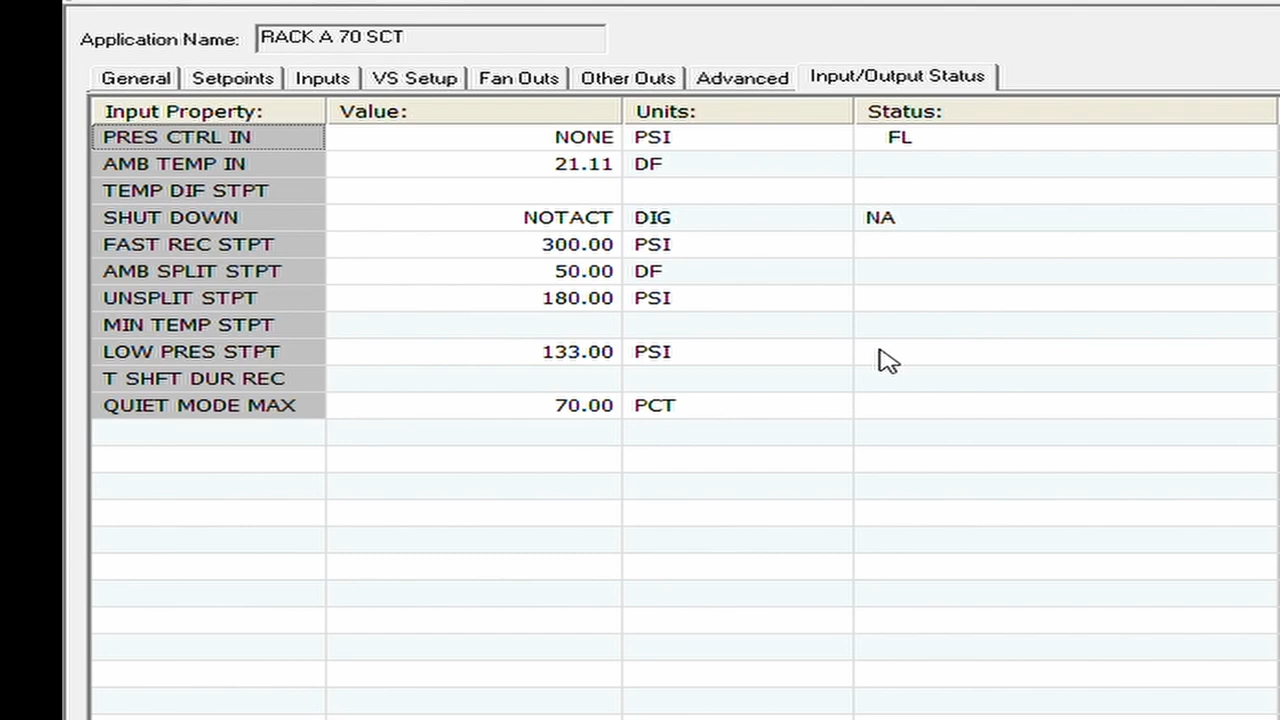 Application Name: RACK A 70 SCT
General Setpoints Inputs VS Setup Fan Outs Other Outs Advanced Input/Output Status
Input Property: Value: Units: Status:
PRES CTRL IN NONE PSI FL
AMB TEMP IN 21.11 DF
TEMP DIF STPT
SHUT DOWN NOTACT DIG NA
FAST REC STPT 300.00 PSI
AMB SPLIT STPT 50.00 DF
UNSPLIT STPT 180.00 PSI
MIN TEMP STPT
LOW PRES STPT 133.00 PSI
T SHFT DUR REC
QUIET MODE MAX 70.00 PCT